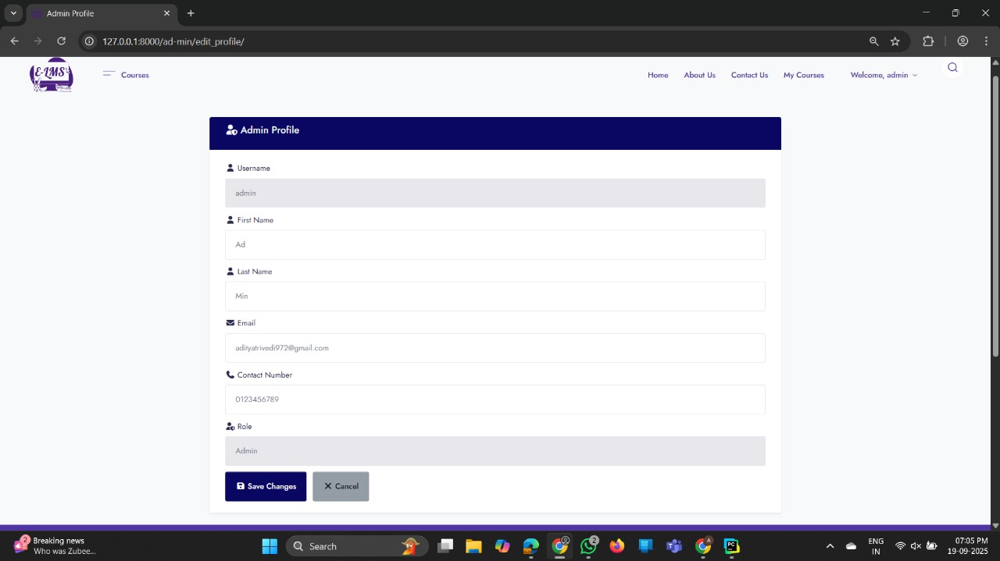 Admin Profile
127.0.0.1:8000/ad-min/edit_profile/
E-LMS
Courses
Home
About Us
Contact Us
My Courses
Welcome, admin
Admin Profile
Username
admin
First Name
Ad
Last Name
Min
Email
adityatrivedi972@gmail.com
Contact Number
0123456789
Role
Admin
Save Changes
Cancel
2
Breaking news
Who was Zubee...
Search
2
A
PC
ENG
IN
07:05 PM
19-09-2025